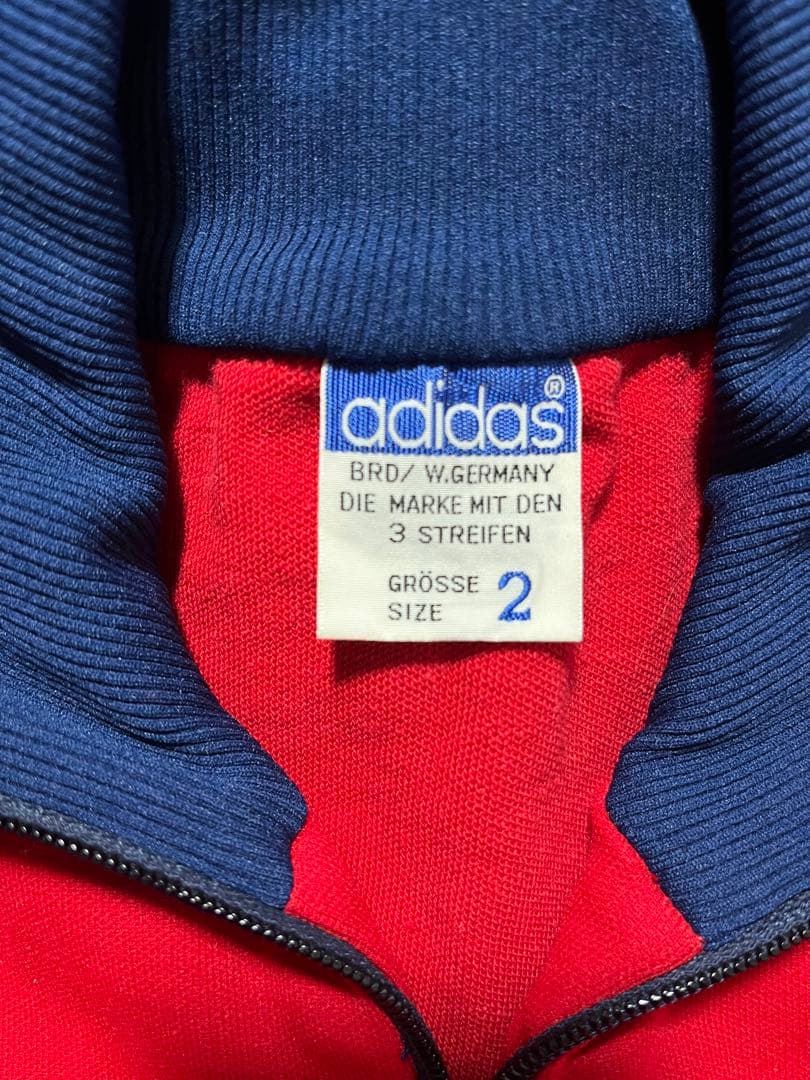 adidas®
BRD/ W.GERMANY
DIE MARKE MIT DEN
3 STREIFEN
GRÖSSE 2
SIZE